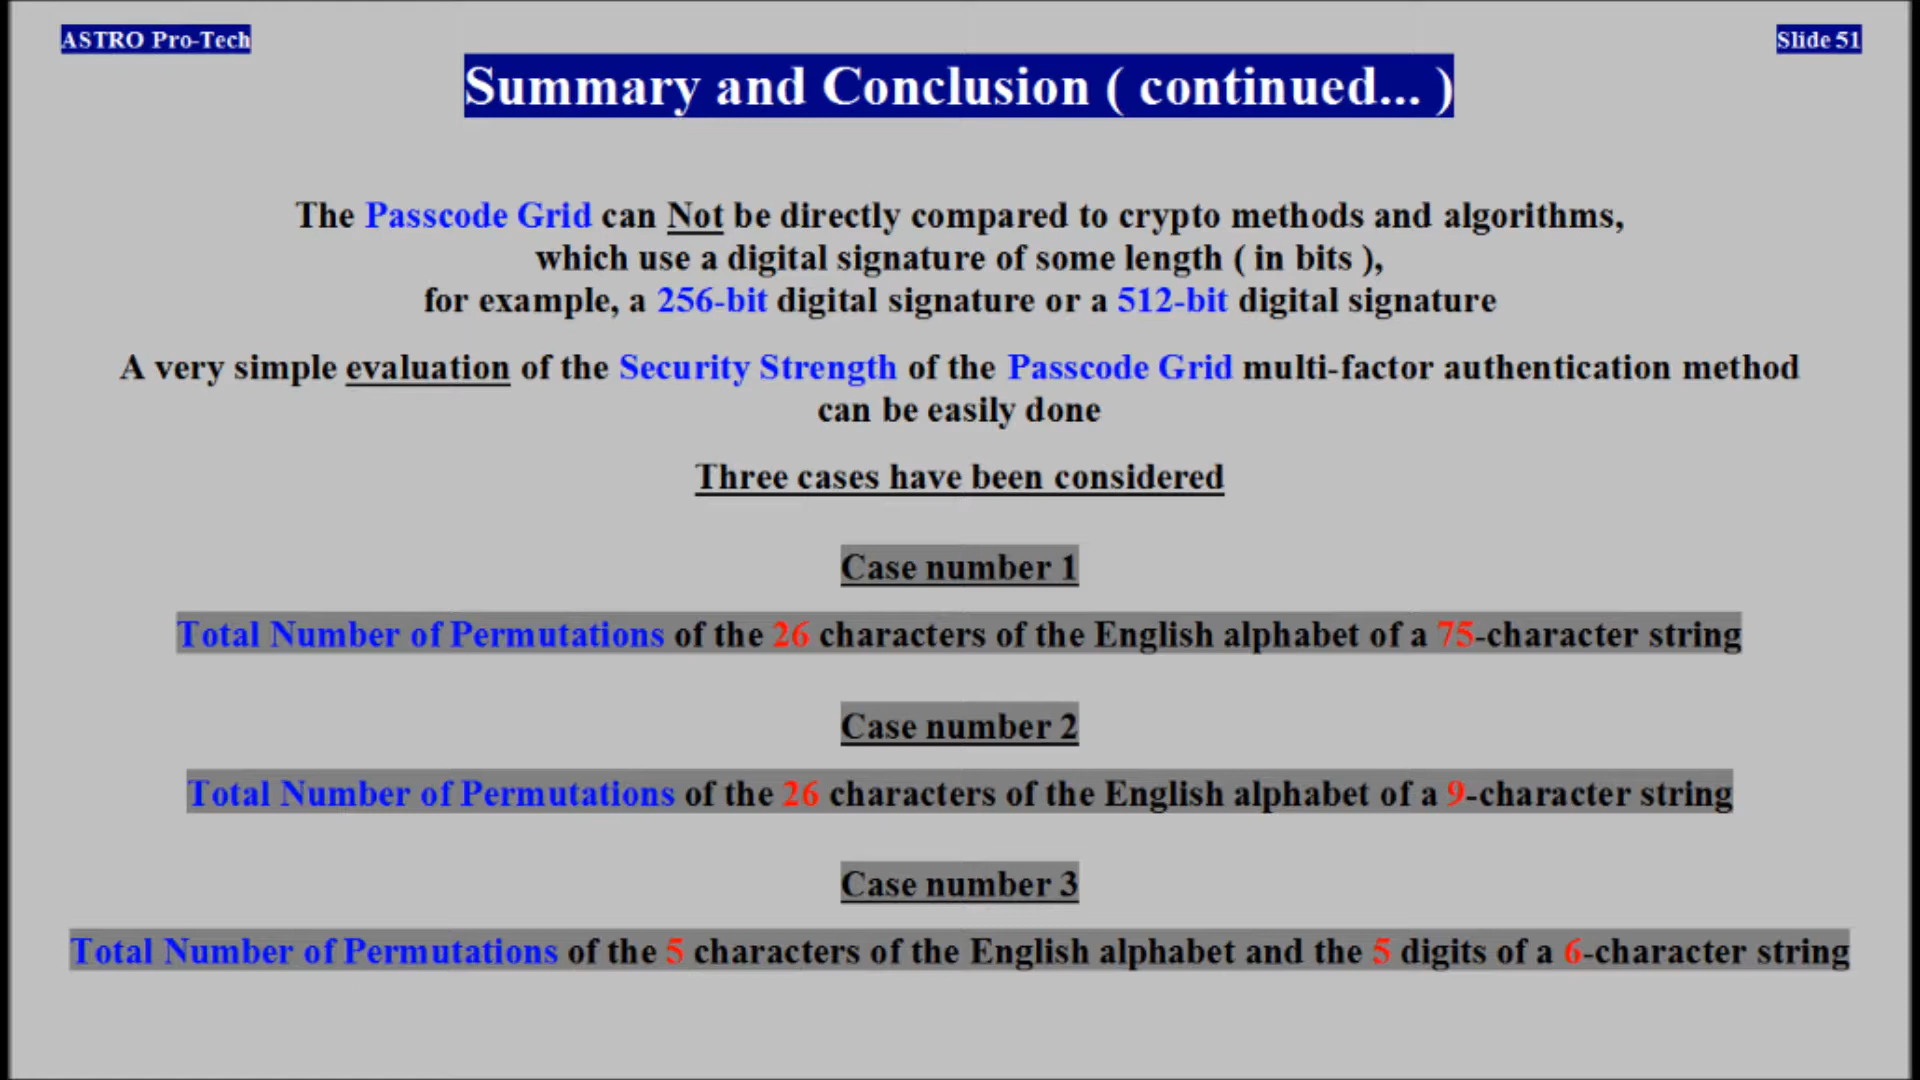 ASTRO Pro-Tech
Slide 51
Summary and Conclusion ( continued... )
The Passcode Grid can Not be directly compared to crypto methods and algorithms,
which use a digital signature of some length ( in bits ),
for example, a 256-bit digital signature or a 512-bit digital signature
A very simple evaluation of the Security Strength of the Passcode Grid multi-factor authentication method
can be easily done
Three cases have been considered
Case number 1
Total Number of Permutations of the 26 characters of the English alphabet of a 75-character string
Case number 2
Total Number of Permutations of the 26 characters of the English alphabet of a 9-character string
Case number 3
Total Number of Permutations of the 5 characters of the English alphabet and the 5 digits of a 6-character string